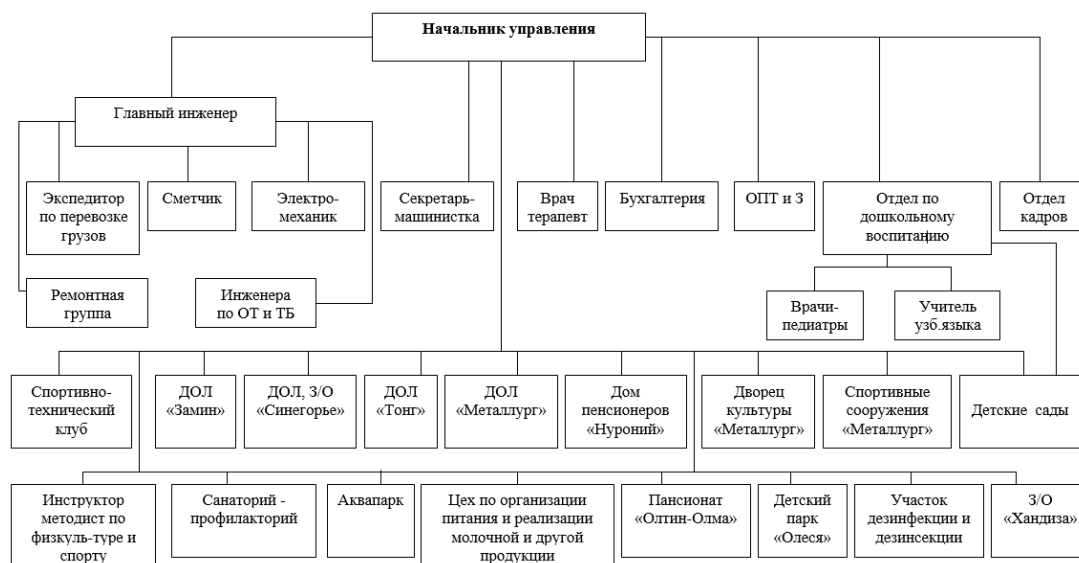 Начальник управления
Главный инженер
Экспедитор
по перевозке
грузов
Сметчик
Электро-
механик
Секретарь-
машинистка
Врач
терапевт
Бухгалтерия
ОПТ и З
Отдел по
дошкольному
воспитанию
Отдел
кадров
Ремонтная
группа
Инженера
по ОТ и ТБ
Врачи-
педиатры
Учитель
узб.языка
Спортивно-
технический
клуб
ДОЛ
«Замин»
ДОЛ, З/О
«Синегорье»
ДОЛ
«Тонг»
ДОЛ
«Металлург»
Дом
пенсионеров
«Нуроний»
Дворец
культуры
«Металлург»
Спортивные
сооружения
«Металлург»
Детские сады
Инструктор
методист по
физкуль-туре и
спорту
Санаторий -
профилакторий
Аквапарк
Цех по организации
питания и реализации
молочной и другой
продукции
Пансионат
«Олтин-Олма»
Детский
парк
«Олеся»
Участок
дезинфекции и
дезинсекции
З/О
«Хандиза»